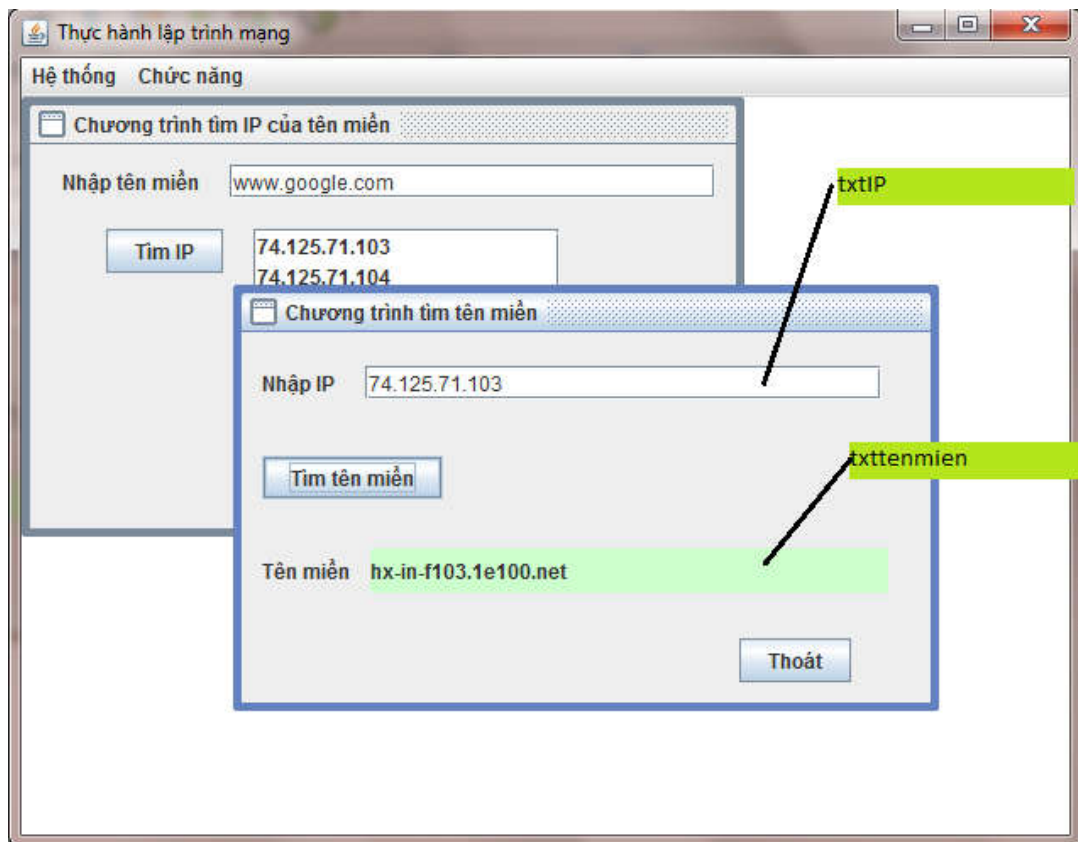 Thực hành lập trình mạng
Hệ thống Chức năng
Chương trình tìm IP của tên miền
Nhập tên miền www.google.com
txtIP
Tìm IP
74.125.71.103
74.125.71.104
Chương trình tìm tên miền
Nhập IP 74.125.71.103
txttenmien
Tìm tên miền
Tên miền hx-in-f103.1e100.net
Thoát